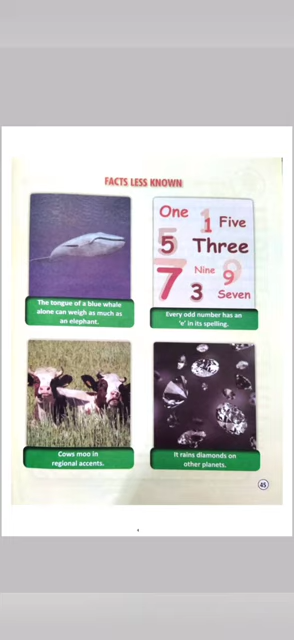 FACTS LESS KNOWN
The tongue of a blue whale
alone can weigh as much as
an elephant.
One
1
Five
5
Three
7
Nine
9
3
Seven
Every odd number has an
'e' in its spelling.
Cows moo in
regional accents.
It rains diamonds on
other planets.
45